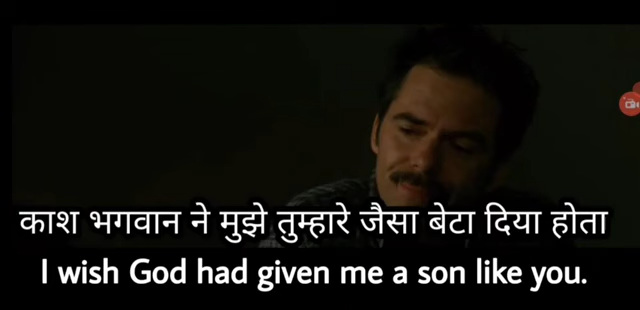 काश भगवान ने मुझे तुम्हारे जैसा बेटा दिया होता
I wish God had given me a son like you.